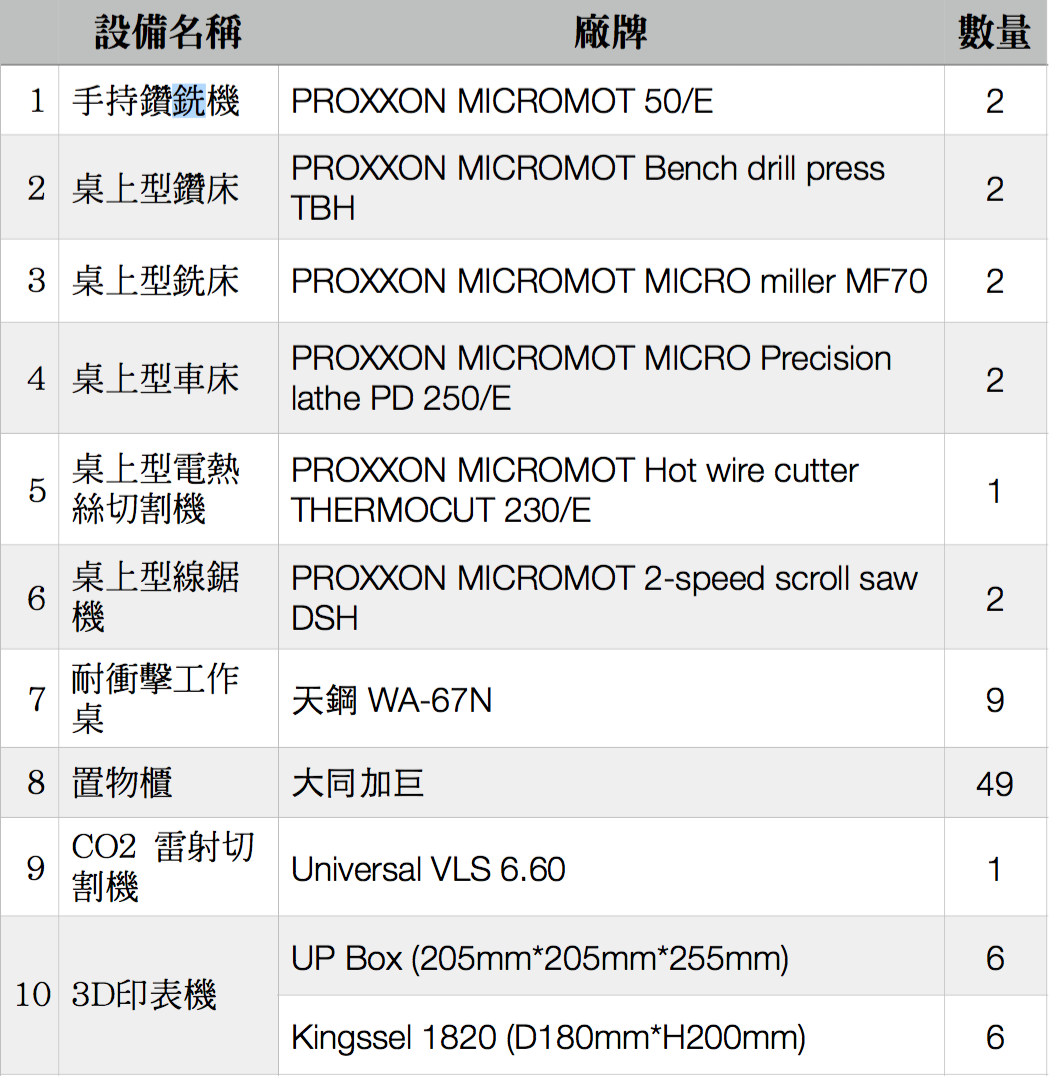 設備名稱 廠牌 數量
1 手持鑽銑機 PROXXON MICROMOT 50/E 2
2 桌上型鑽床 PROXXON MICROMOT Bench drill press
TBH 2
3 桌上型銑床 PROXXON MICROMOT MICRO miller MF70 2
4 桌上型車床 PROXXON MICROMOT MICRO Precision
lathe PD 250/E 2
5 桌上型電熱
絲切割機 PROXXON MICROMOT Hot wire cutter
THERMOCUT 230/E 1
6 桌上型線鋸
機 PROXXON MICROMOT 2-speed scroll saw
DSH 2
7 耐衝擊工作
桌 天鋼 WA-67N 9
8 置物櫃 大同加巨 49
9 CO2 雷射切
割機 Universal VLS 6.60 1
10 3D印表機 UP Box (205mm*205mm*255mm) 6
Kingssel 1820 (D180mm*H200mm) 6